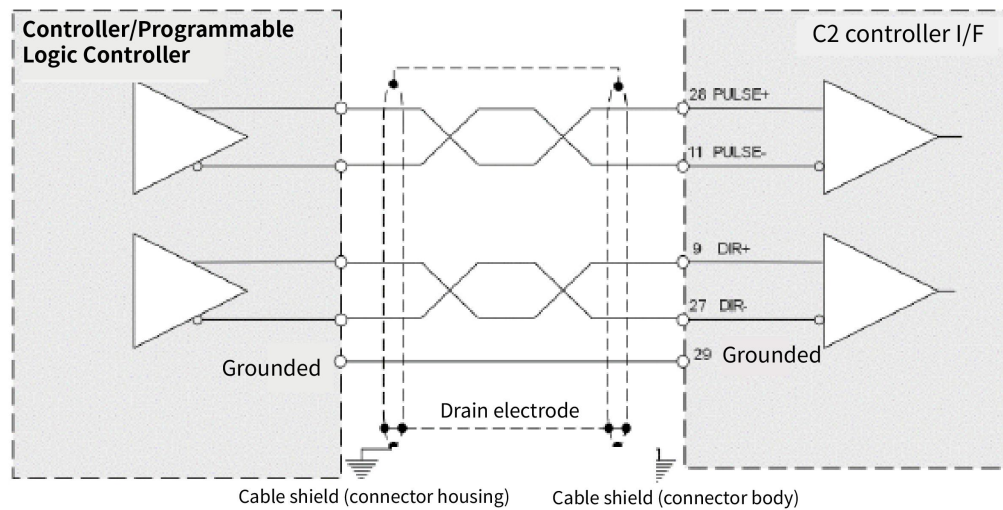 Controller/Programmable
Logic Controller
C2 controller I/F
28 PULSE+
11 PULSE-
9 DIR+
27 DIR-
Grounded
29 Grounded
Drain electrode
Cable shield (connector housing)
Cable shield (connector body)